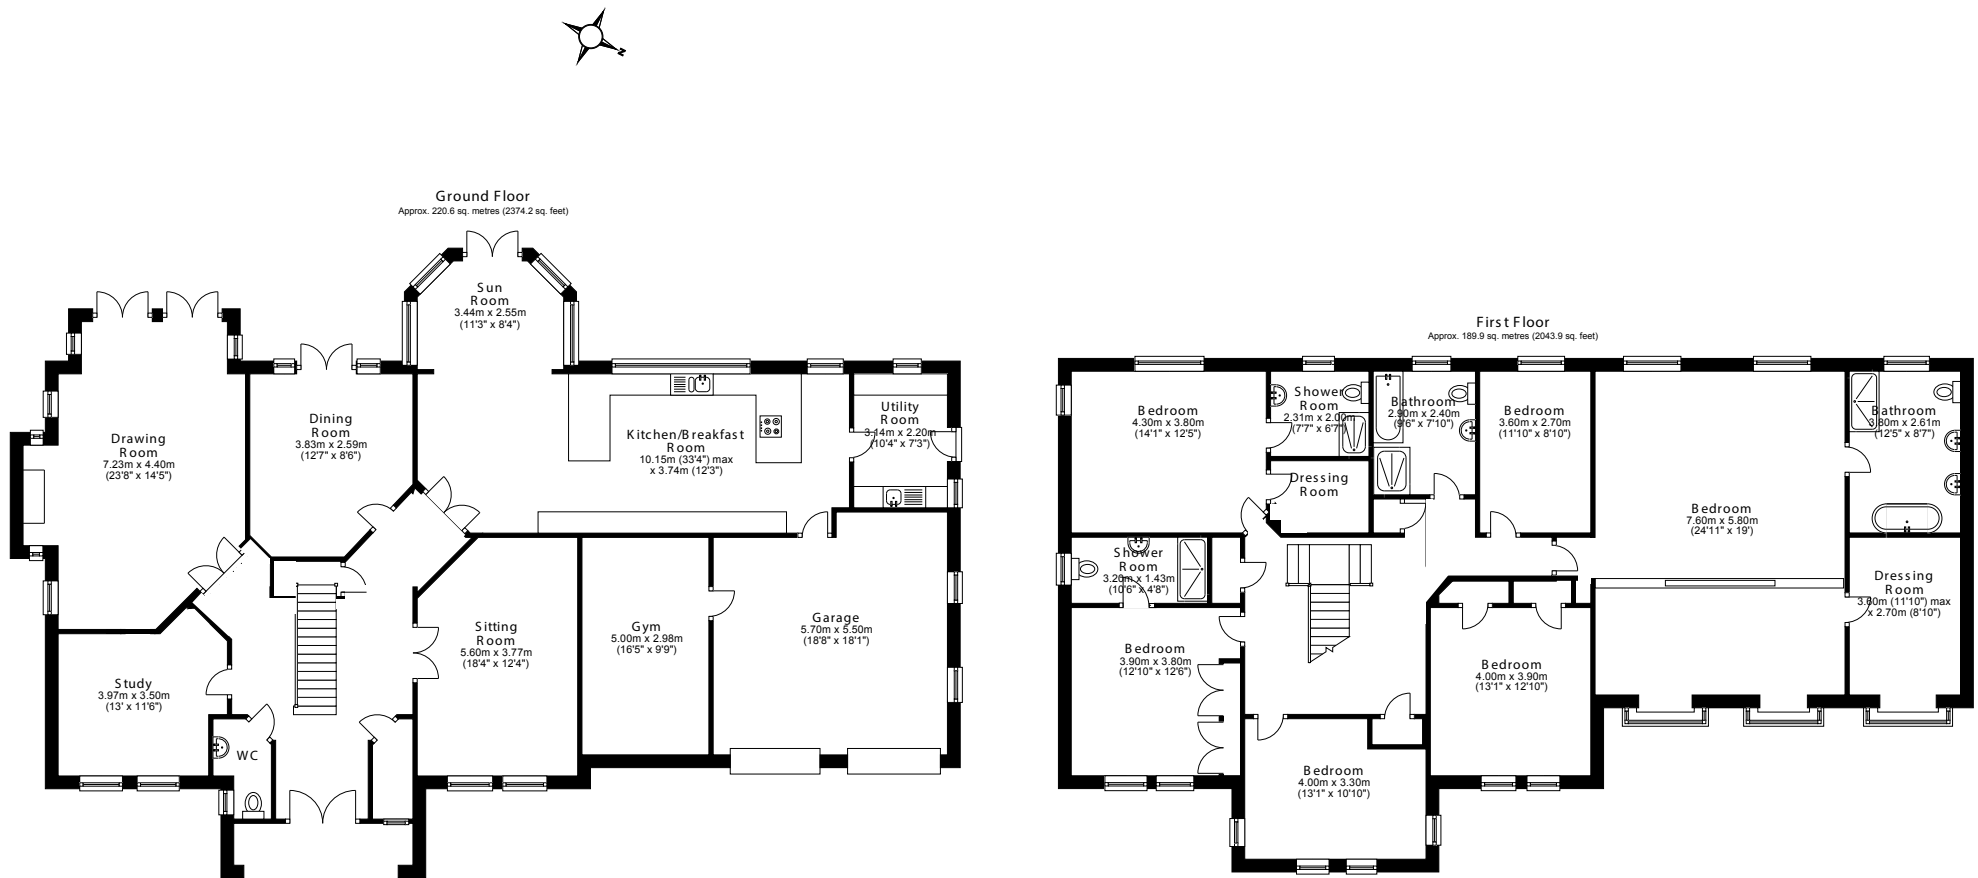 N
Ground Floor
Approx. 220.6 sq. metres (2374.2 sq. feet)
Sun
Room
3.44m x 2.55m
(11'3" x 8'4")
Drawing
Room
7.23m x 4.40m
(23'8" x 14'5")
Dining
Room
3.83m x 2.59m
(12'7" x 8'6")
Kitchen/Breakfast
Room
10.15m (33'4") max
x 3.74m (12'3")
Utility
Room
3.14m x 2.20m
(10'4" x 7'3")
Sitting
Room
5.60m x 3.77m
(18'4" x 12'4")
Gym
5.00m x 2.98m
(16'5" x 9'9")
Garage
5.70m x 5.50m
(18'8" x 18'1")
Study
3.97m x 3.50m
(13' x 11'6")
WC
First Floor
Approx. 189.9 sq. metres (2043.9 sq. feet)
Bedroom
4.30m x 3.80m
(14'1" x 12'5")
Shower
Room
2.31m x 2.00m
(7'7" x 6'7")
Bathroom
2.90m x 2.40m
(9'6" x 7'10")
Bedroom
3.60m x 2.70m
(11'10" x 8'10")
Bathroom
3.80m x 2.61m
(12'5" x 8'7")
Dressing
Room
Bedroom
7.60m x 5.80m
(24'11" x 19')
Shower
Room
3.20m x 1.43m
(10'6" x 4'8")
Dressing
Room
3.60m (11'10") max
x 2.70m (8'10")
Bedroom
3.90m x 3.80m
(12'10" x 12'6")
Bedroom
4.00m x 3.90m
(13'1" x 12'10")
Bedroom
4.00m x 3.30m
(13'1" x 10'10")